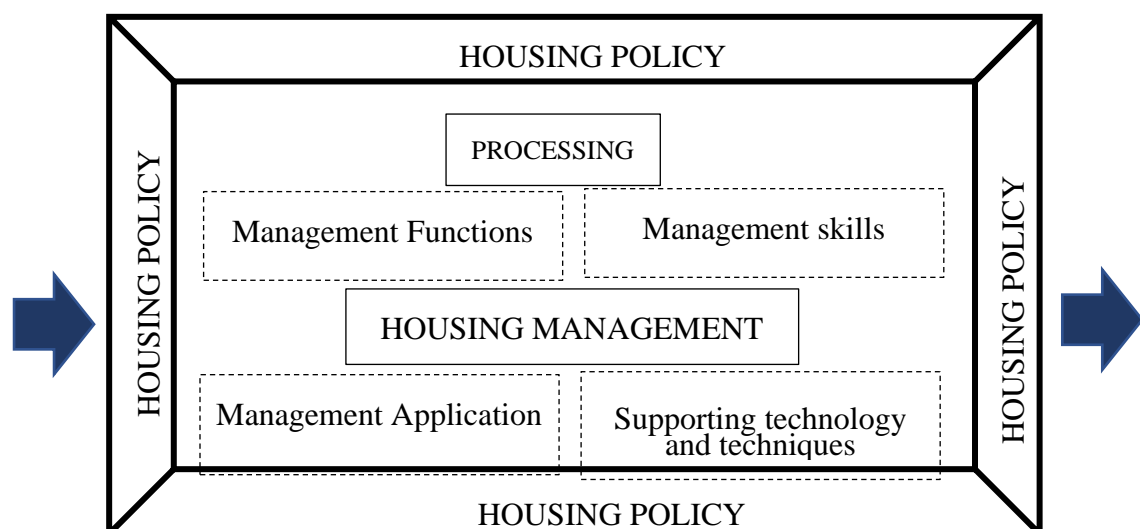 HOUSING POLICY
PROCESSING
HOUSING POLICY
Management Functions
Management skills
HOUSING POLICY
HOUSING MANAGEMENT
Management Application
Supporting technology
and techniques
HOUSING POLICY